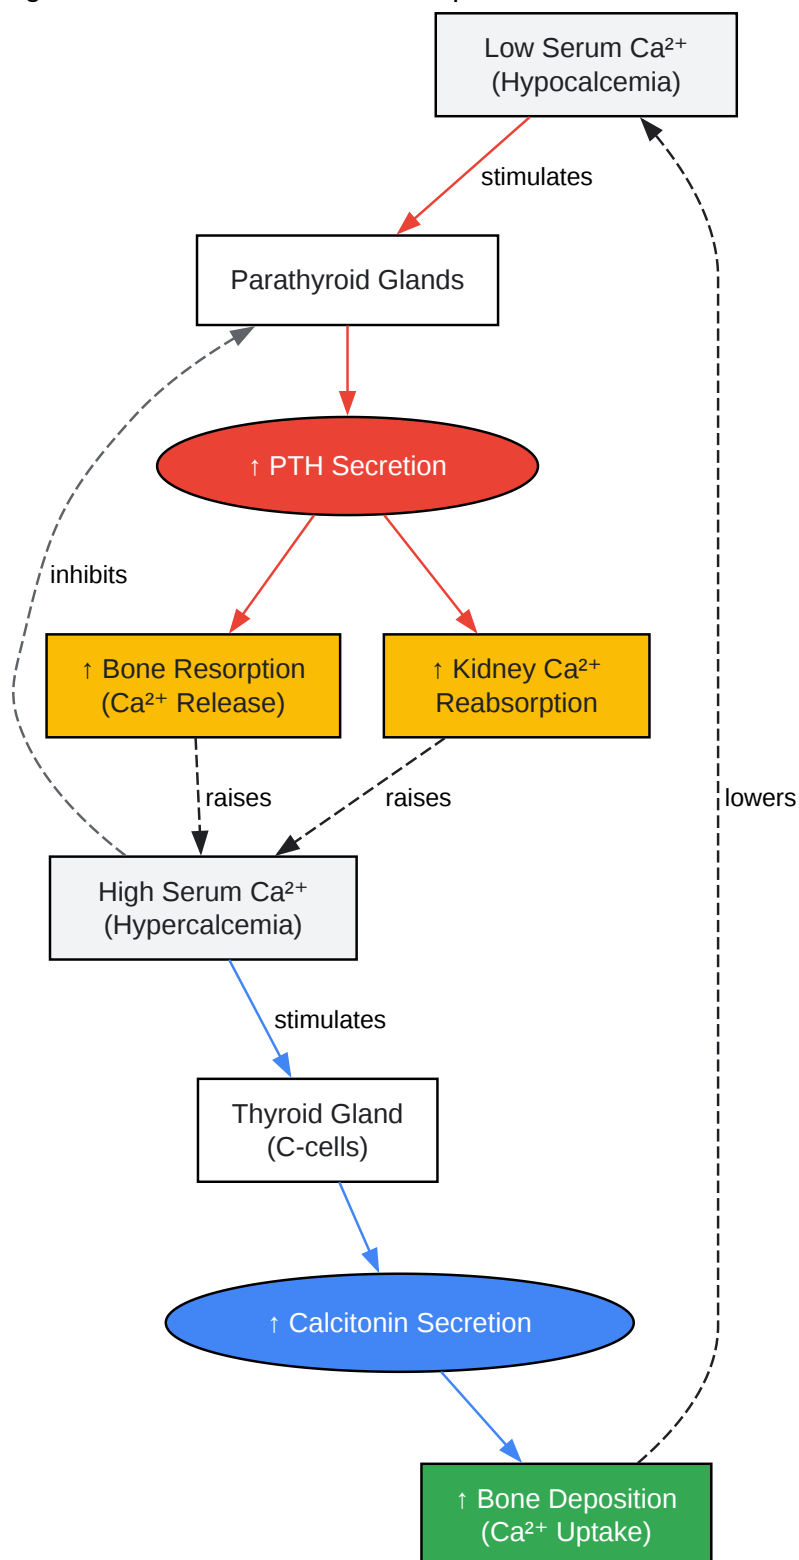 Low Serum Ca²⁺
(Hypocalcemia)
stimulates
Parathyroid Glands
↑ PTH Secretion
inhibits
↑ Bone Resorption
(Ca²⁺ Release)
↑ Kidney Ca²⁺
Reabsorption
raises
raises
lowers
High Serum Ca²⁺
(Hypercalcemia)
stimulates
Thyroid Gland
(C-cells)
↑ Calcitonin Secretion
↑ Bone Deposition
(Ca²⁺ Uptake)